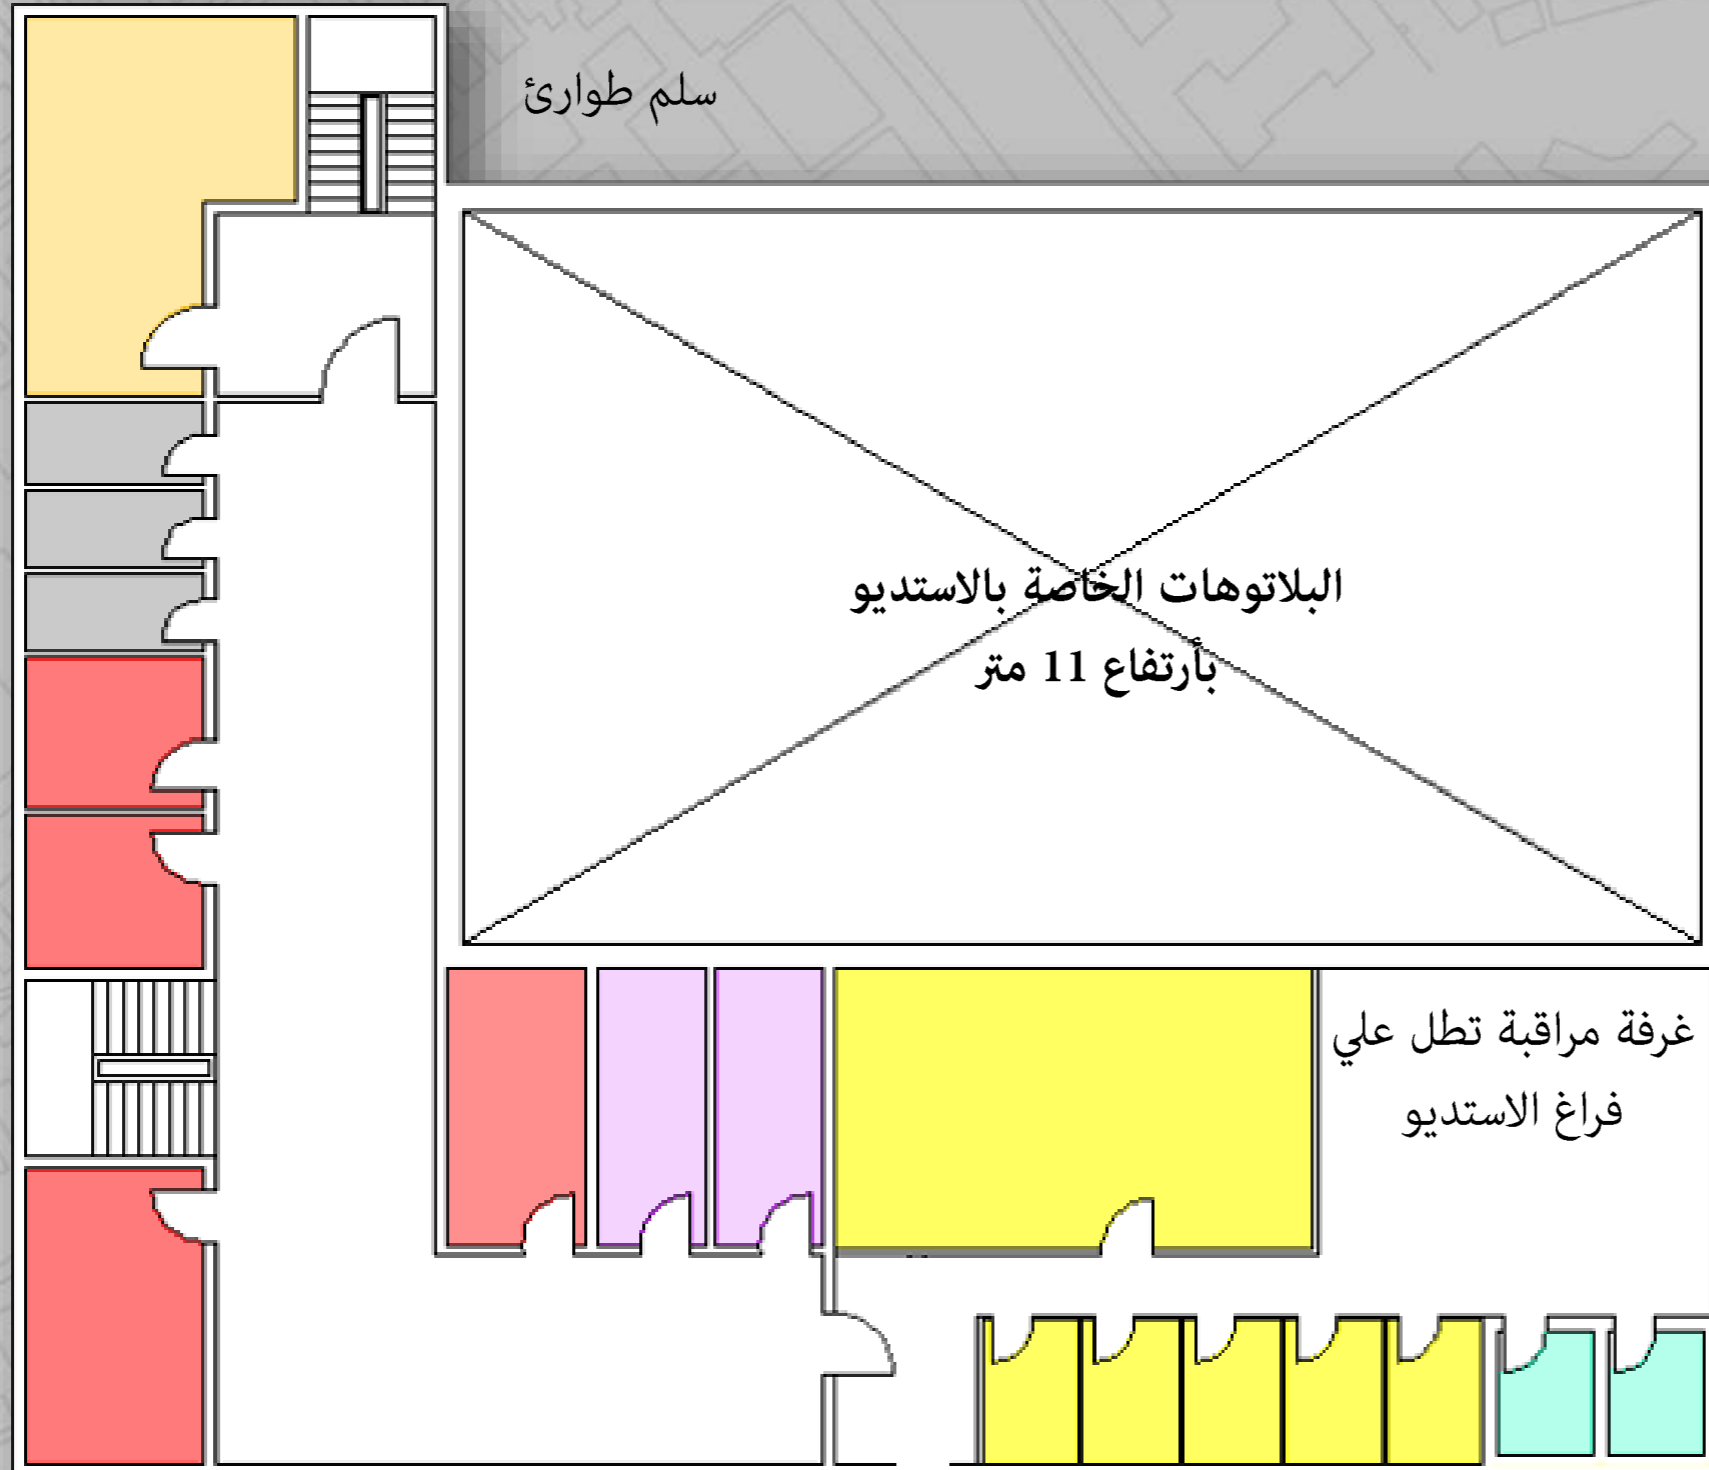 سلم طوارئ
البلاتوهات الخاصة بالاستديو
بأرتفاع 11 متر
غرفة مراقبة تطل علي
فراغ الاستديو